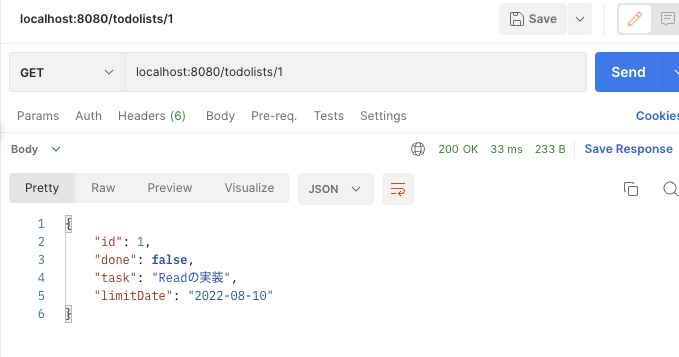 localhost:8080/todolists/1
Save
GET localhost:8080/todolists/1 Send
Params Auth Headers (6) Body Pre-req. Tests Settings Cookies
Body 200 OK 33 ms 233 B Save Response
Pretty Raw Preview Visualize JSON
1 {
2 "id": 1,
3 "done": false,
4 "task": "Readの実装",
5 "limitDate": "2022-08-10"
6 }